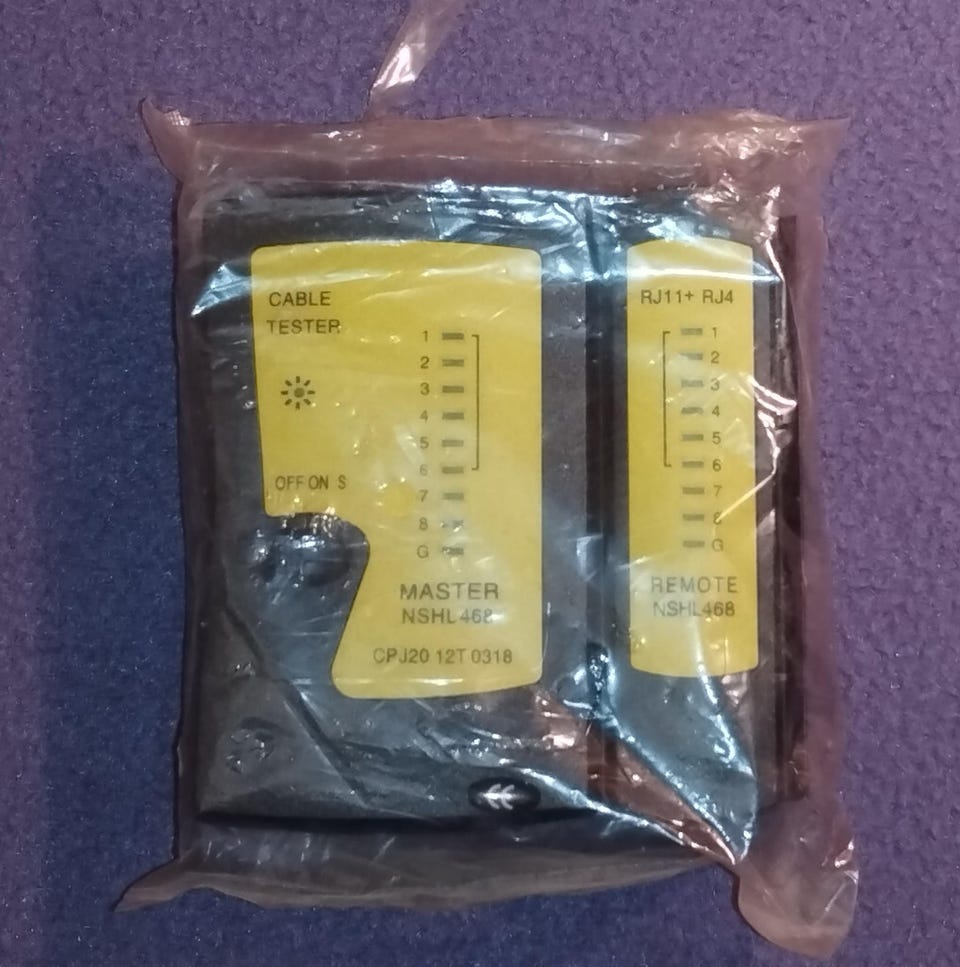 CABLE
TESTER
OFF ON S
1
2
3
4
5
6
7
8
G
MASTER
NSHL468
CPJ20 12T 0318
RJ11+ RJ4
1
2
3
4
5
6
7
8
G
REMOTE
NSHL468